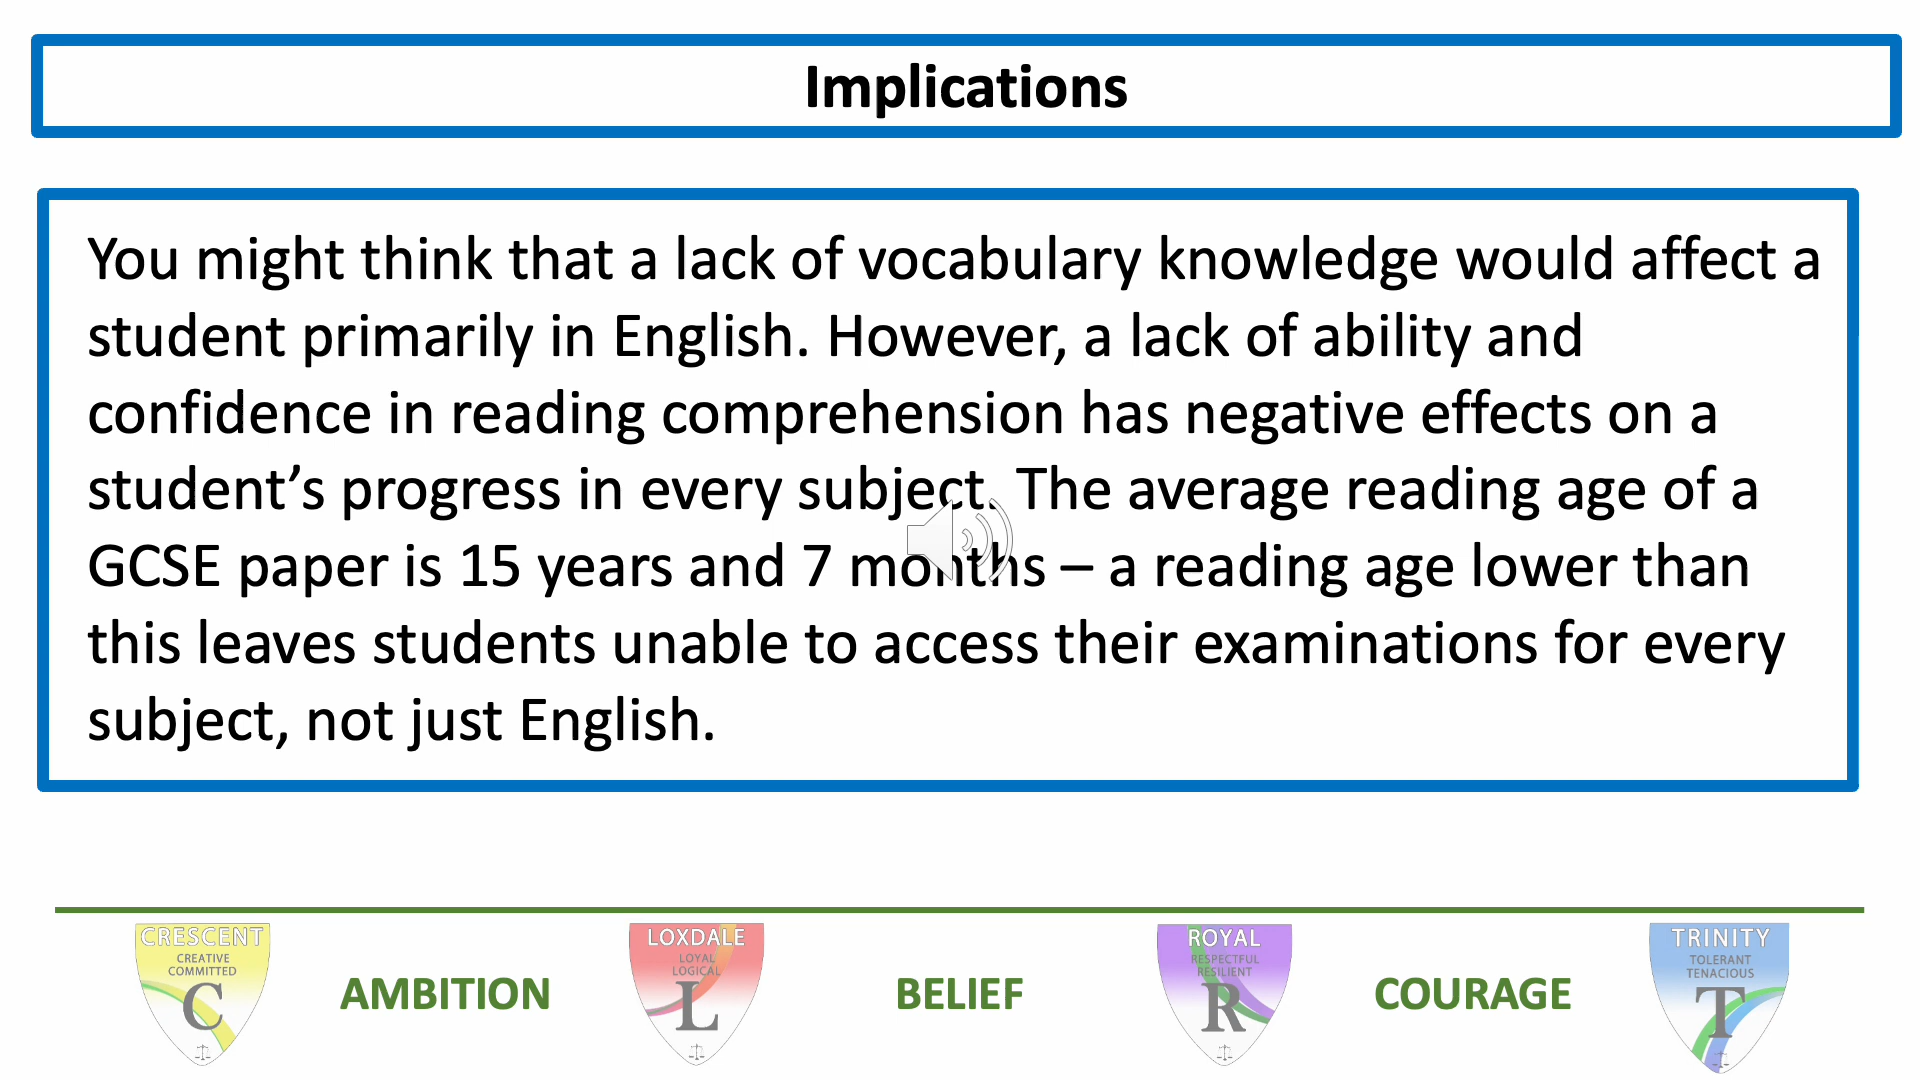 Implications
You might think that a lack of vocabulary knowledge would affect a
student primarily in English. However, a lack of ability and
confidence in reading comprehension has negative effects on a
student’s progress in every subject. The average reading age of a
GCSE paper is 15 years and 7 months – a reading age lower than
this leaves students unable to access their examinations for every
subject, not just English.
CRESCENT
CREATIVE
COMMITTED
C
AMBITION
LOXDALE
LOYAL
LOGICAL
L
BELIEF
ROYAL
RESPECTFUL
RESILIENT
R
COURAGE
TRINITY
TOLERANT
TENACIOUS
T